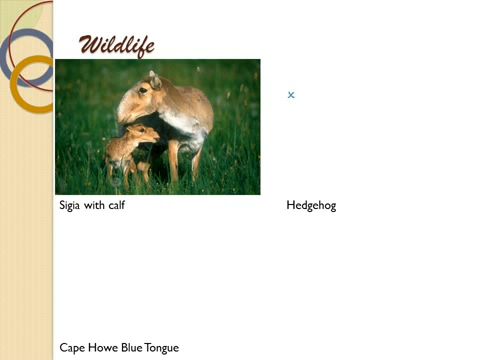 Wildlife
x
Sigia with calf
Hedgehog
Cape Howe Blue Tongue